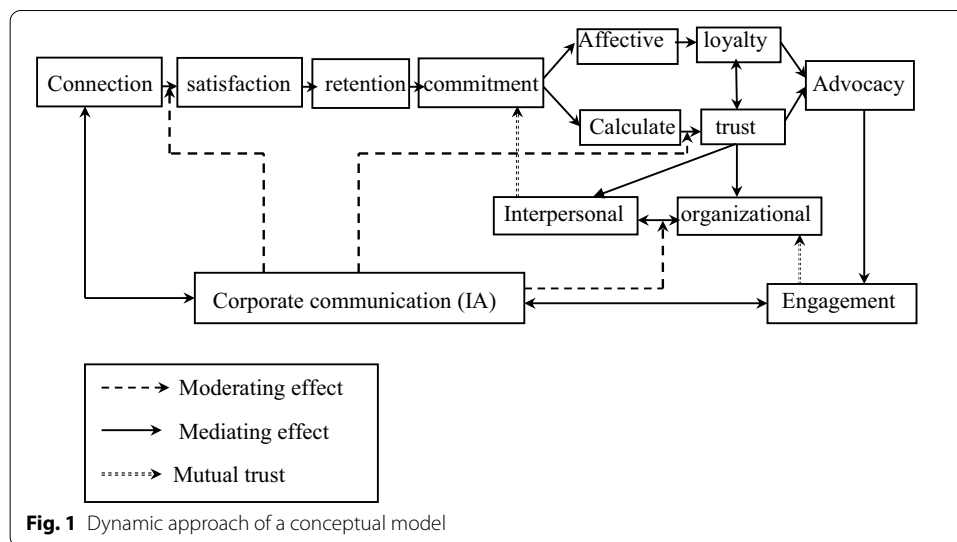 Affective
loyalty
Connection
satisfaction
retention
commitment
Advocacy
Calculate
trust
Interpersonal
organizational
Corporate communication (IA)
Engagement
Moderating effect
Mediating effect
Mutual trust
Fig. 1 Dynamic approach of a conceptual model